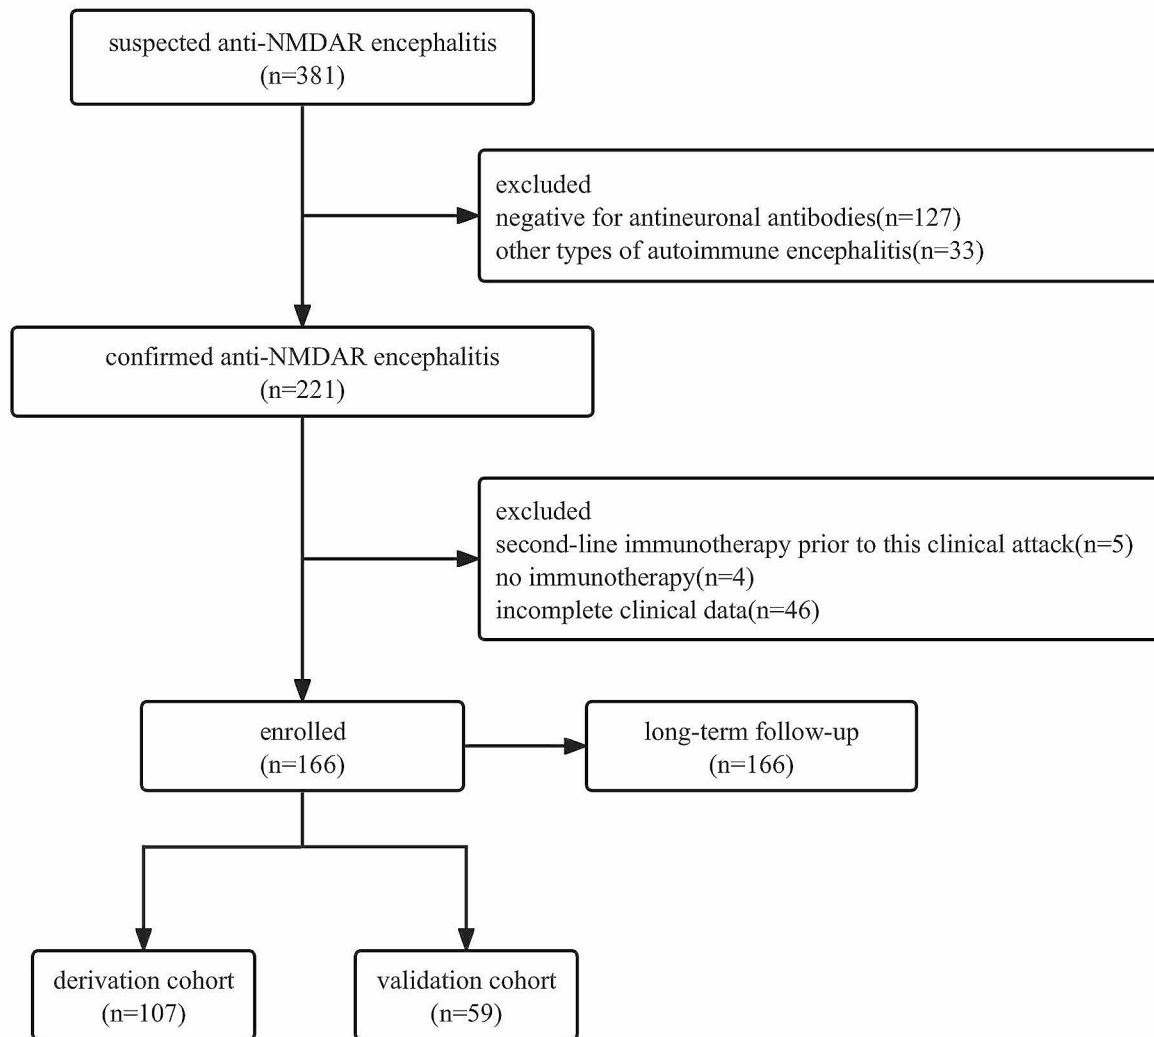 suspected anti-NMDAR encephalitis
(n=381)
excluded
negative for antineuronal antibodies(n=127)
other types of autoimmune encephalitis(n=33)
confirmed anti-NMDAR encephalitis
(n=221)
excluded
second-line immunotherapy prior to this clinical attack(n=5)
no immunotherapy(n=4)
incomplete clinical data(n=46)
enrolled
(n=166)
long-term follow-up
(n=166)
derivation cohort
(n=107)
validation cohort
(n=59)